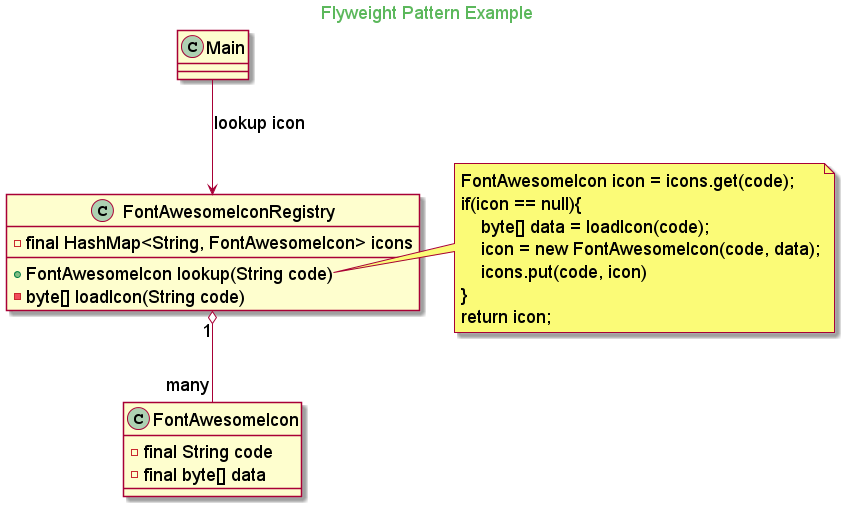 Flyweight Pattern Example
C Main
lookup icon
C FontAwesomeIconRegistry
final HashMap<String, FontAwesomeIcon> icons
FontAwesomeIcon lookup(String code)
byte[] loadIcon(String code)
FontAwesomeIcon icon = icons.get(code);
if(icon == null){
    byte[] data = loadIcon(code);
    icon = new FontAwesomeIcon(code, data);
    icons.put(code, icon)
}
return icon;
1
many
C FontAwesomeIcon
final String code
final byte[] data